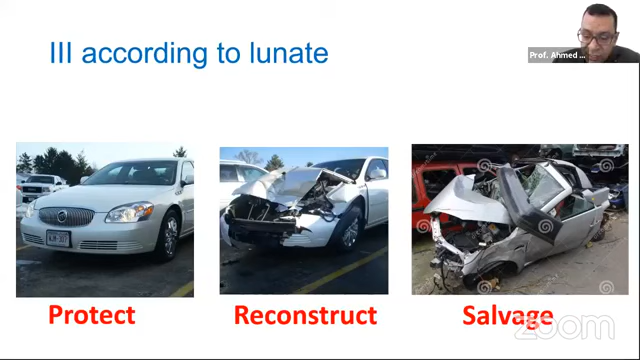 III according to lunate
Prof. Ahmed ...
Protect
Reconstruct
Salvage
zoom